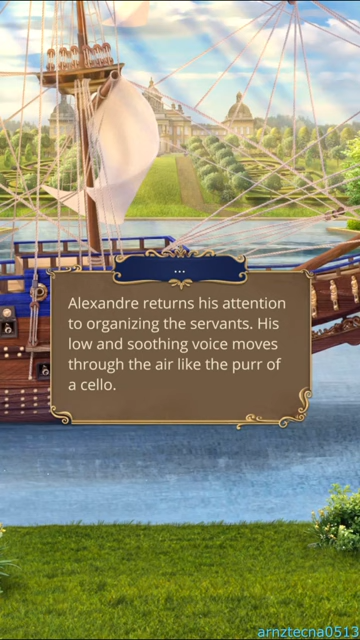 ...
Alexandre returns his attention
to organizing the servants. His
low and soothing voice moves
through the air like the purr of
a cello.
arnztecna0513